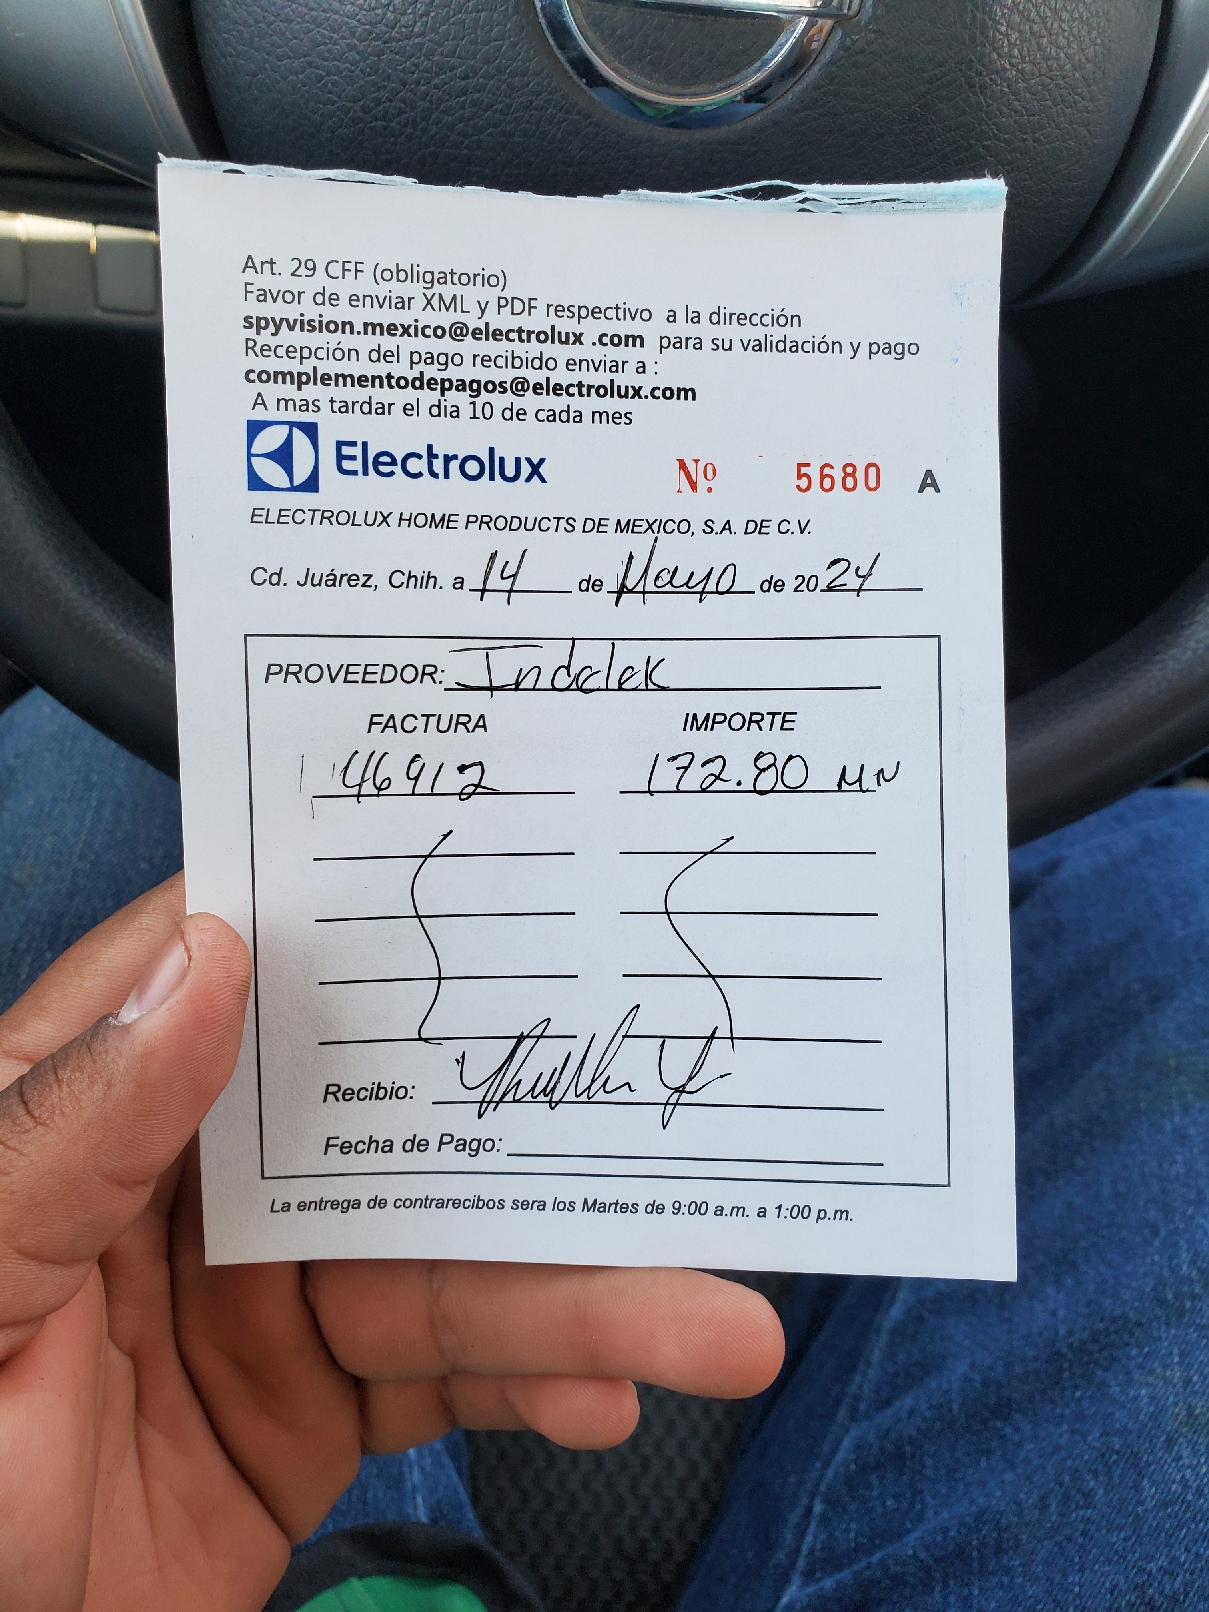 Art. 29 CFF (obligatorio)
Favor de enviar XML y PDF respectivo a la dirección
spyvision.mexico@electrolux .com para su validación y pago
Recepción del pago recibido enviar a :
complementodepagos@electrolux.com
A mas tardar el dia 10 de cada mes
Electrolux Nº 5680 A
ELECTROLUX HOME PRODUCTS DE MEXICO, S.A. DE C.V.
Cd. Juárez, Chih. a 14 de Mayo de 2024
PROVEEDOR: Indelek
FACTURA IMPORTE
46912 172.80 MN
Recibio:
Fecha de Pago:
La entrega de contrarecibos sera los Martes de 9:00 a.m. a 1:00 p.m.